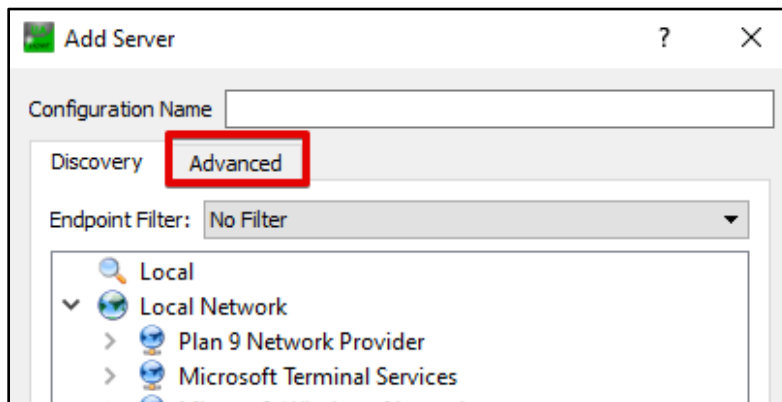 Add Server
Configuration Name
Discovery Advanced
Endpoint Filter: No Filter
Local
Local Network
Plan 9 Network Provider
Microsoft Terminal Services